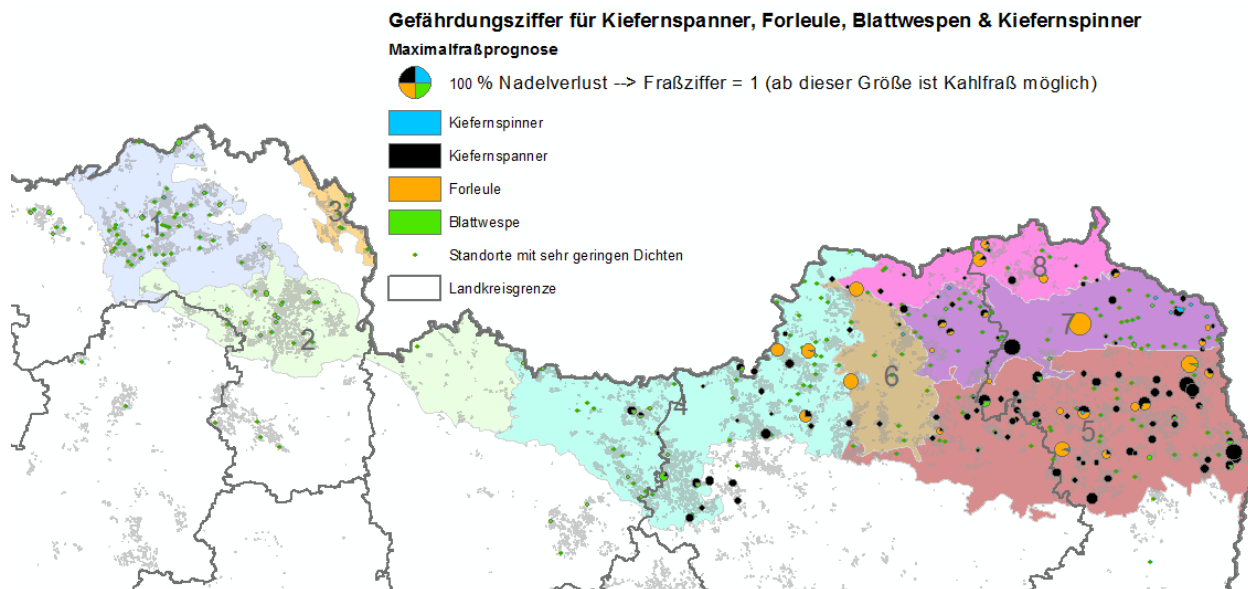 Gefährdungsziffer für Kiefernspanner, Forleule, Blattwespen & Kiefernspinner
Maximalfraßprognose
100 % Nadelverlust --> Fraßziffer = 1 (ab dieser Größe ist Kahlfraß möglich)
Kiefernspinner
Kiefernspanner
Forleule
Blattwespe
Standorte mit sehr geringen Dichten
Landkreisgrenze
1
3
2
4
8
7
6
5